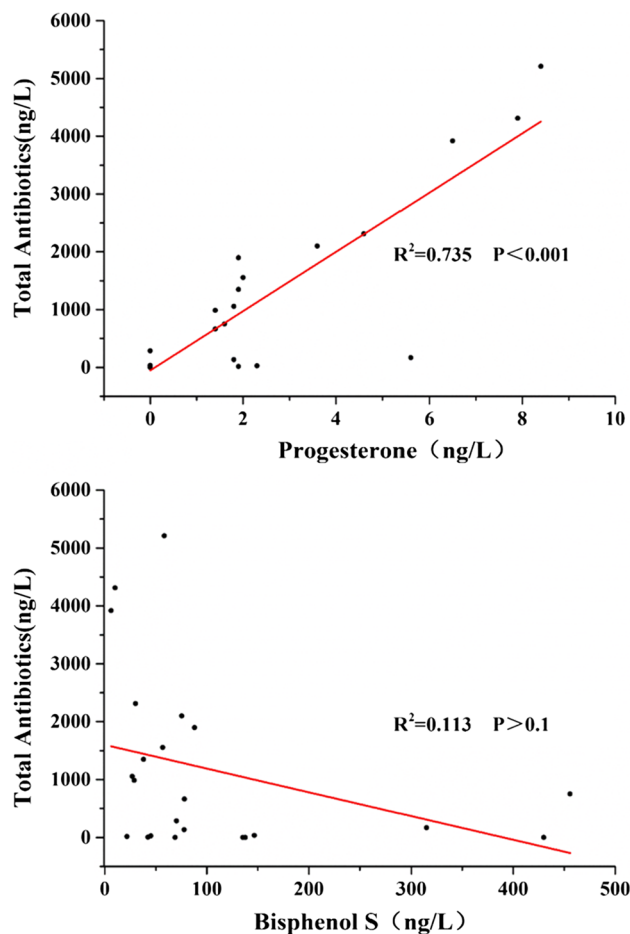 6000
5000
4000
3000
2000
1000
0
Total Antibiotics(ng/L)
R²=0.735 P＜0.001
0 2 4 6 8 10
Progesterone（ng/L）
6000
5000
4000
3000
2000
1000
0
Total Antibiotics(ng/L)
R²=0.113 P＞0.1
0 100 200 300 400 500
Bisphenol S（ng/L）